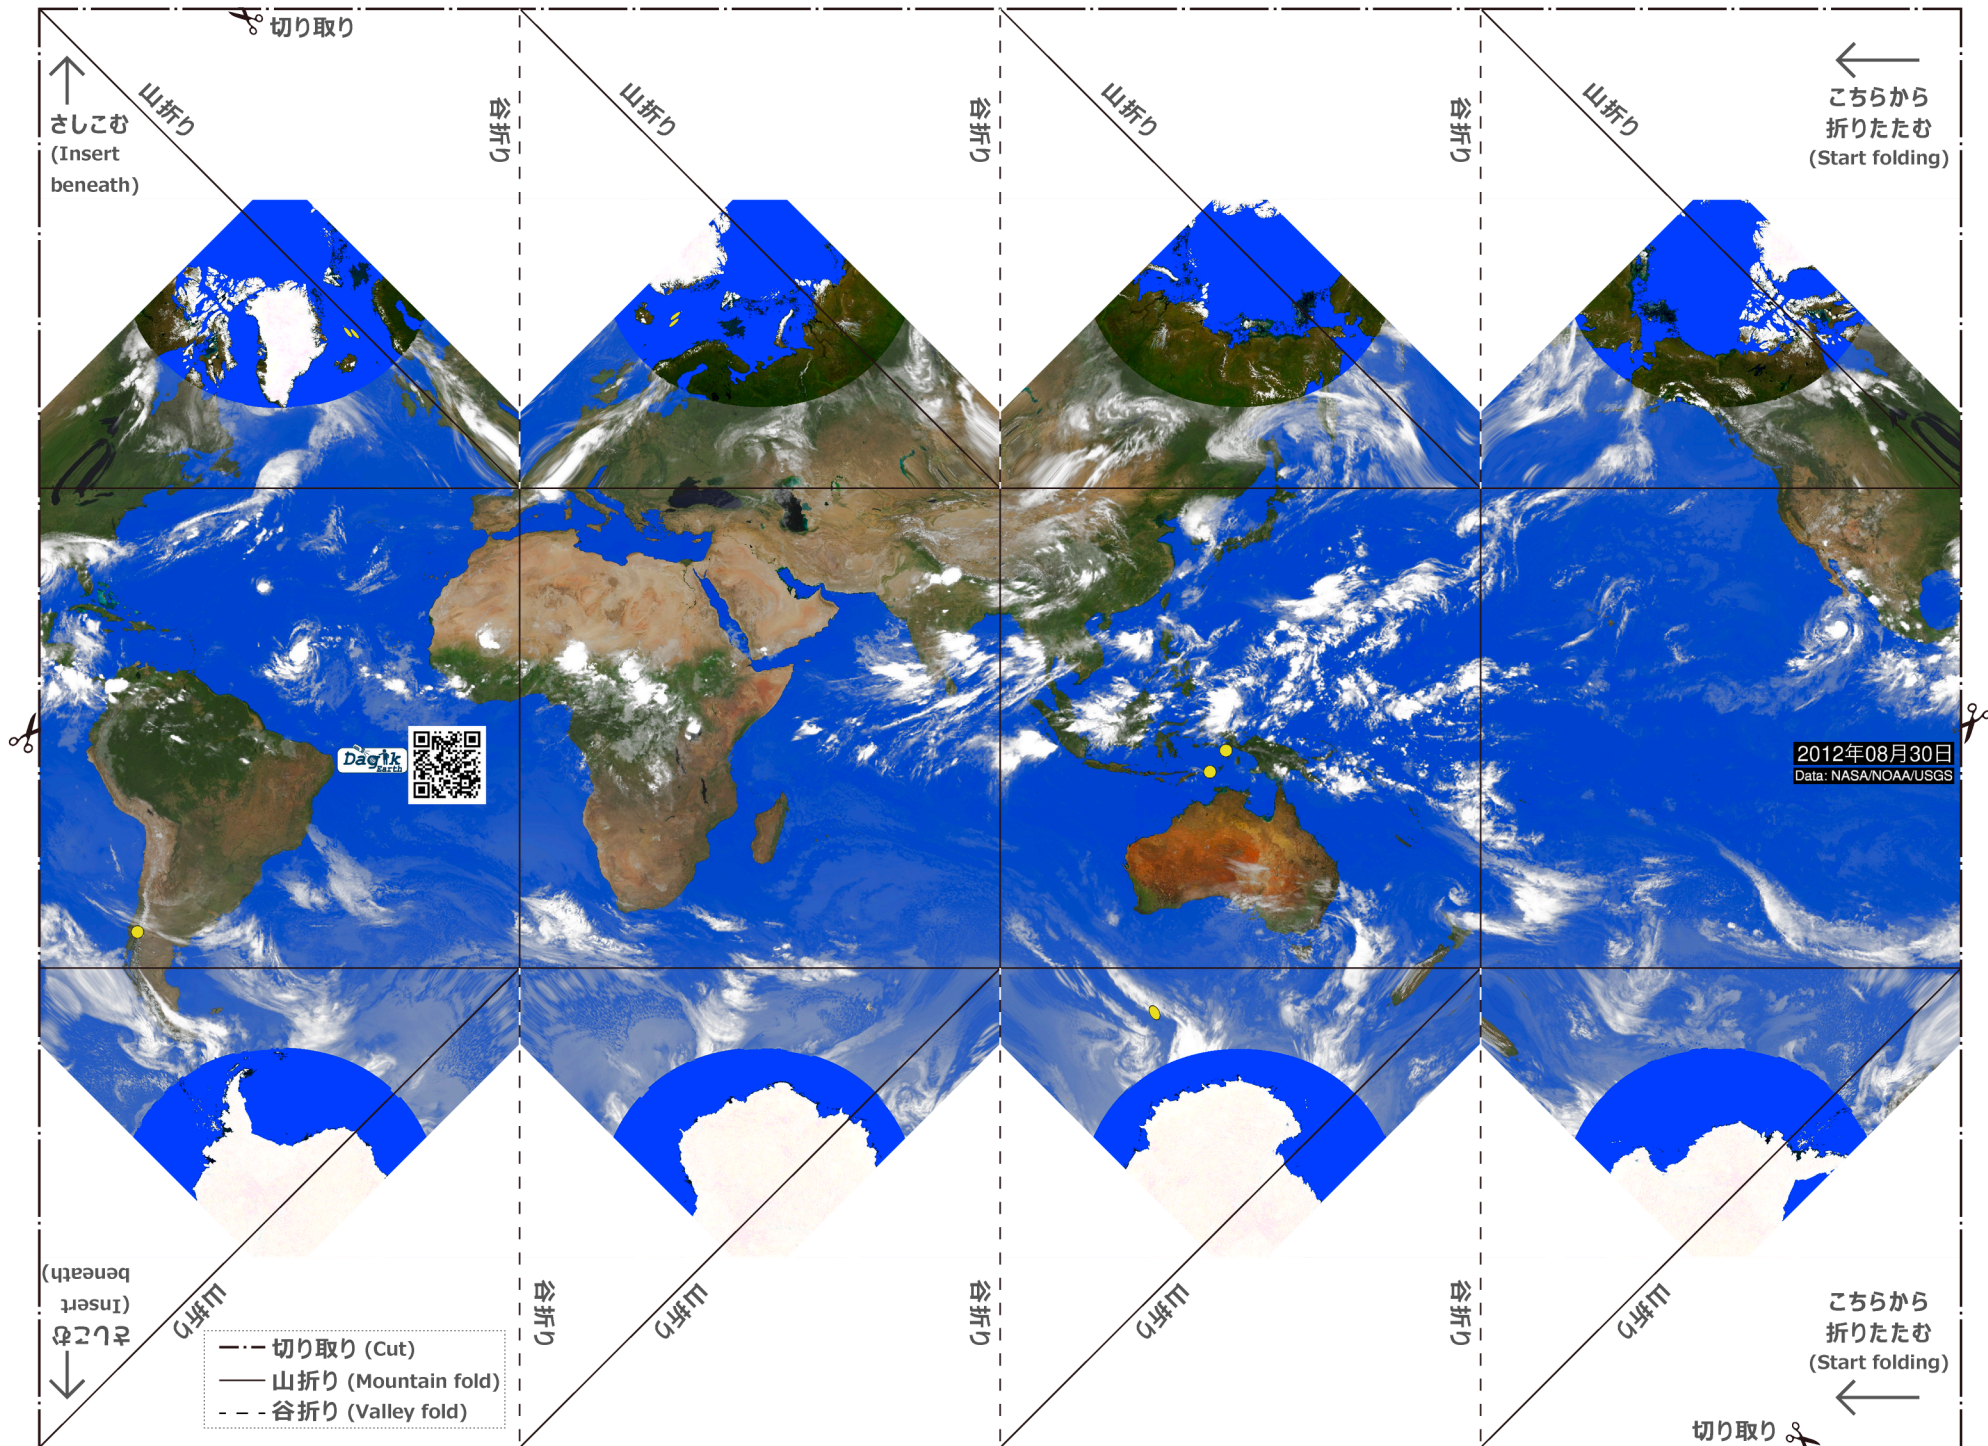 切り取り
さしこむ
(Insert
beneath)
山折り
谷折り
山折り
谷折り
山折り
谷折り
山折り
こちらから
折りたたむ
(Start folding)
Dagik
Earth
2012年08月30日
Data: NASA/NOAA/USGS
さしこむ
(Insert
beneath)
山折り
谷折り
山折り
谷折り
山折り
谷折り
山折り
こちらから
折りたたむ
(Start folding)
切り取り (Cut)
山折り (Mountain fold)
谷折り (Valley fold)
切り取り